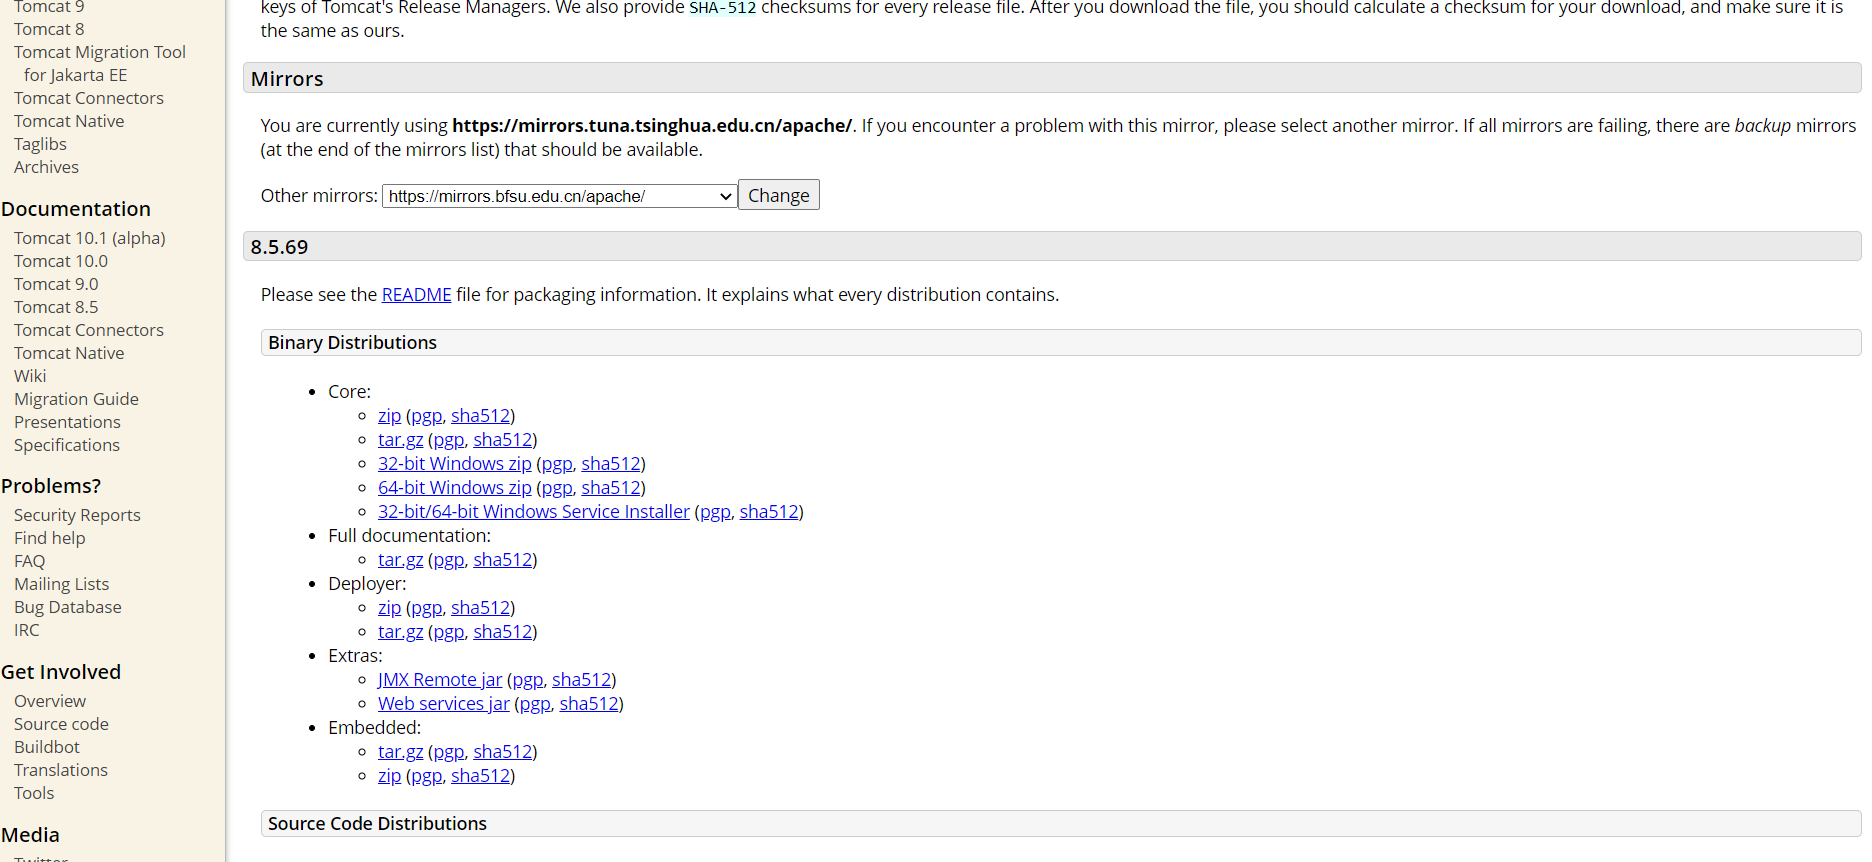 Tomcat 9
Tomcat 8
Tomcat Migration Tool
for Jakarta EE
Tomcat Connectors
Tomcat Native
Taglibs
Archives
Documentation
Tomcat 10.1 (alpha)
Tomcat 10.0
Tomcat 9.0
Tomcat 8.5
Tomcat Connectors
Tomcat Native
Wiki
Migration Guide
Presentations
Specifications
Problems?
Security Reports
Find help
FAQ
Mailing Lists
Bug Database
IRC
Get Involved
Overview
Source code
Buildbot
Translations
Tools
Media
Twitter
keys of Tomcat's Release Managers. We also provide SHA-512 checksums for every release file. After you download the file, you should calculate a checksum for your download, and make sure it is
the same as ours.
Mirrors
You are currently using https://mirrors.tuna.tsinghua.edu.cn/apache/. If you encounter a problem with this mirror, please select another mirror. If all mirrors are failing, there are backup mirrors
(at the end of the mirrors list) that should be available.
Other mirrors: https://mirrors.bfsu.edu.cn/apache/ Change
8.5.69
Please see the README file for packaging information. It explains what every distribution contains.
Binary Distributions
• Core:
◦ zip (pgp, sha512)
◦ tar.gz (pgp, sha512)
◦ 32-bit Windows zip (pgp, sha512)
◦ 64-bit Windows zip (pgp, sha512)
◦ 32-bit/64-bit Windows Service Installer (pgp, sha512)
• Full documentation:
◦ tar.gz (pgp, sha512)
• Deployer:
◦ zip (pgp, sha512)
◦ tar.gz (pgp, sha512)
• Extras:
◦ JMX Remote jar (pgp, sha512)
◦ Web services jar (pgp, sha512)
• Embedded:
◦ tar.gz (pgp, sha512)
◦ zip (pgp, sha512)
Source Code Distributions